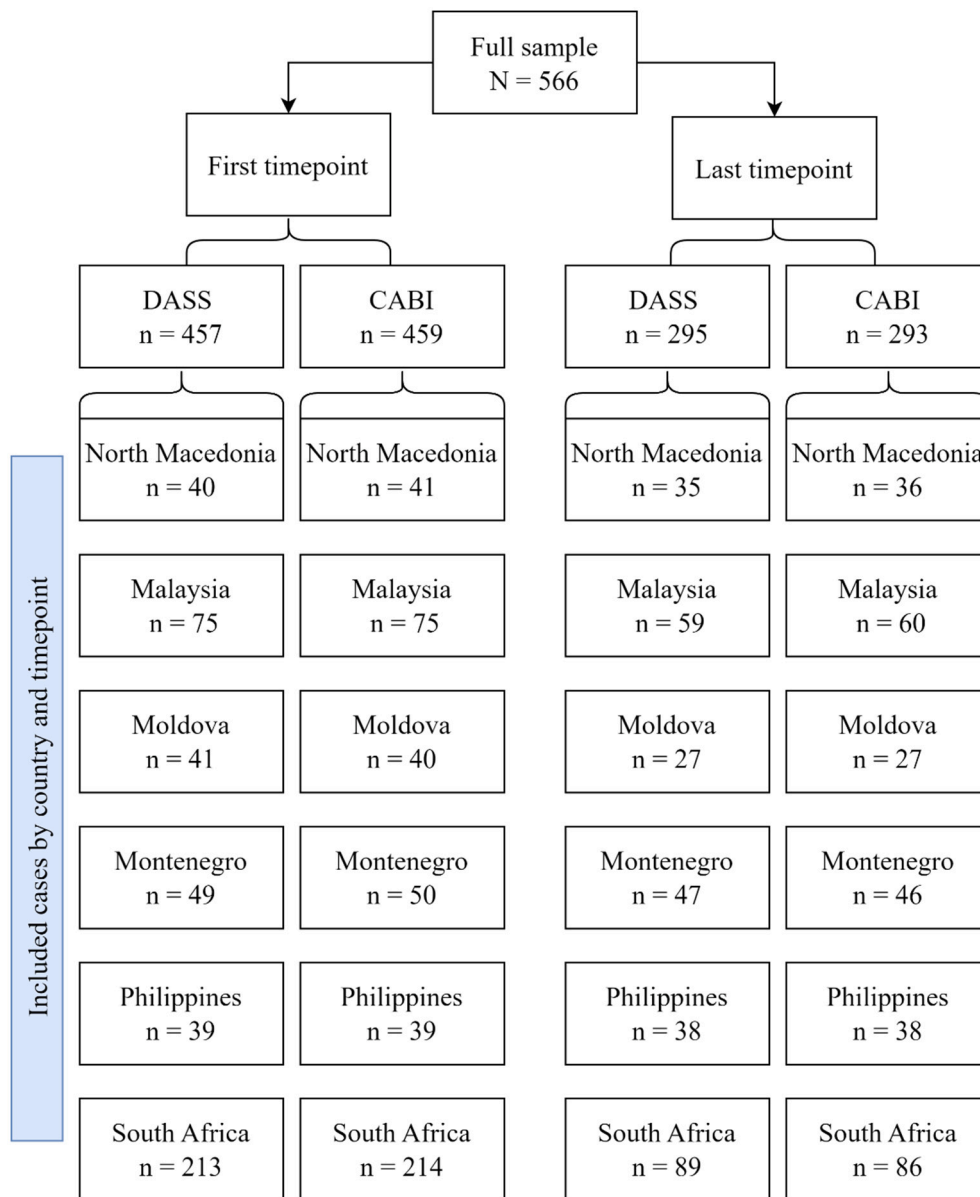 Full sample
N = 566
First timepoint
Last timepoint
DASS
n = 457
CABI
n = 459
DASS
n = 295
CABI
n = 293
Included cases by country and timepoint
North Macedonia
n = 40
North Macedonia
n = 41
North Macedonia
n = 35
North Macedonia
n = 36
Malaysia
n = 75
Malaysia
n = 75
Malaysia
n = 59
Malaysia
n = 60
Moldova
n = 41
Moldova
n = 40
Moldova
n = 27
Moldova
n = 27
Montenegro
n = 49
Montenegro
n = 50
Montenegro
n = 47
Montenegro
n = 46
Philippines
n = 39
Philippines
n = 39
Philippines
n = 38
Philippines
n = 38
South Africa
n = 213
South Africa
n = 214
South Africa
n = 89
South Africa
n = 86